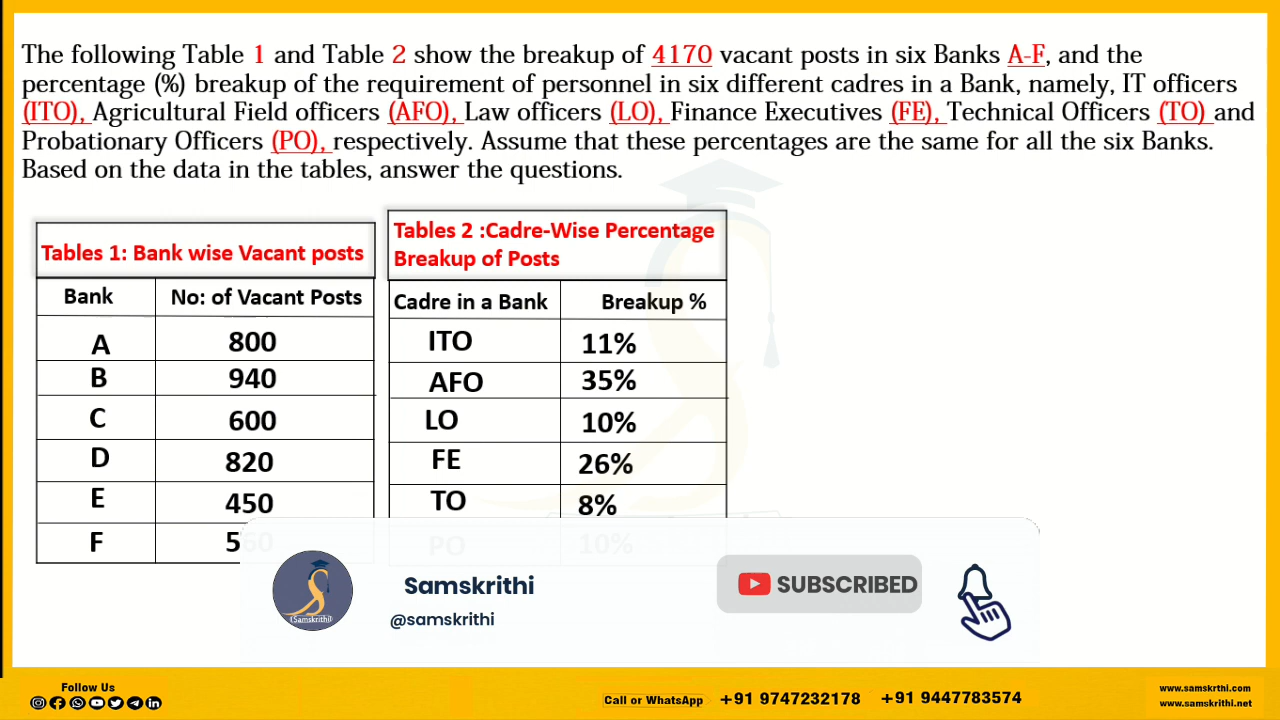 The following Table 1 and Table 2 show the breakup of 4170 vacant posts in six Banks A-F, and the
percentage (%) breakup of the requirement of personnel in six different cadres in a Bank, namely, IT officers
(ITO), Agricultural Field officers (AFO), Law officers (LO), Finance Executives (FE), Technical Officers (TO) and
Probationary Officers (PO), respectively. Assume that these percentages are the same for all the six Banks.
Based on the data in the tables, answer the questions.
Tables 1: Bank wise Vacant posts
Bank No: of Vacant Posts
A 800
B 940
C 600
D 820
E 450
F 560
Tables 2 :Cadre-Wise Percentage
Breakup of Posts
Cadre in a Bank Breakup %
ITO 11%
AFO 35%
LO 10%
FE 26%
TO 8%
PO 10%
(Samskrithi)
Samskrithi
@samskrithi
SUBSCRIBED
Follow Us
Call or WhatsApp +91 9747232178 +91 9447783574
www.samskrthi.com
www.samskrithi.net